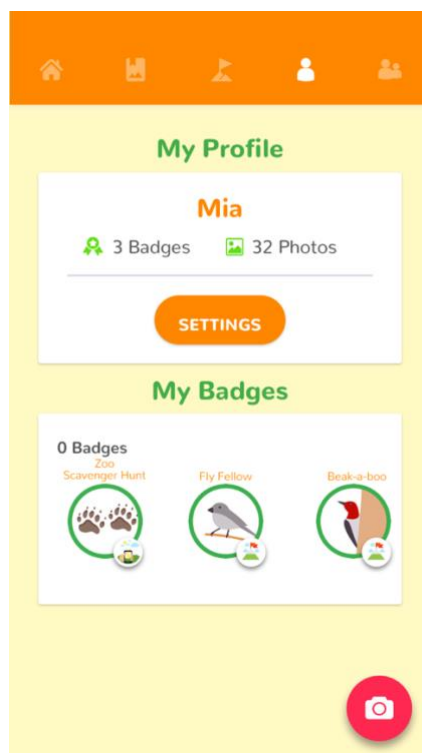 My Profile
Mia
3 Badges 32 Photos
SETTINGS
My Badges
0 Badges
Zoo
Scavenger Hunt Fly Fellow Beak-a-boo